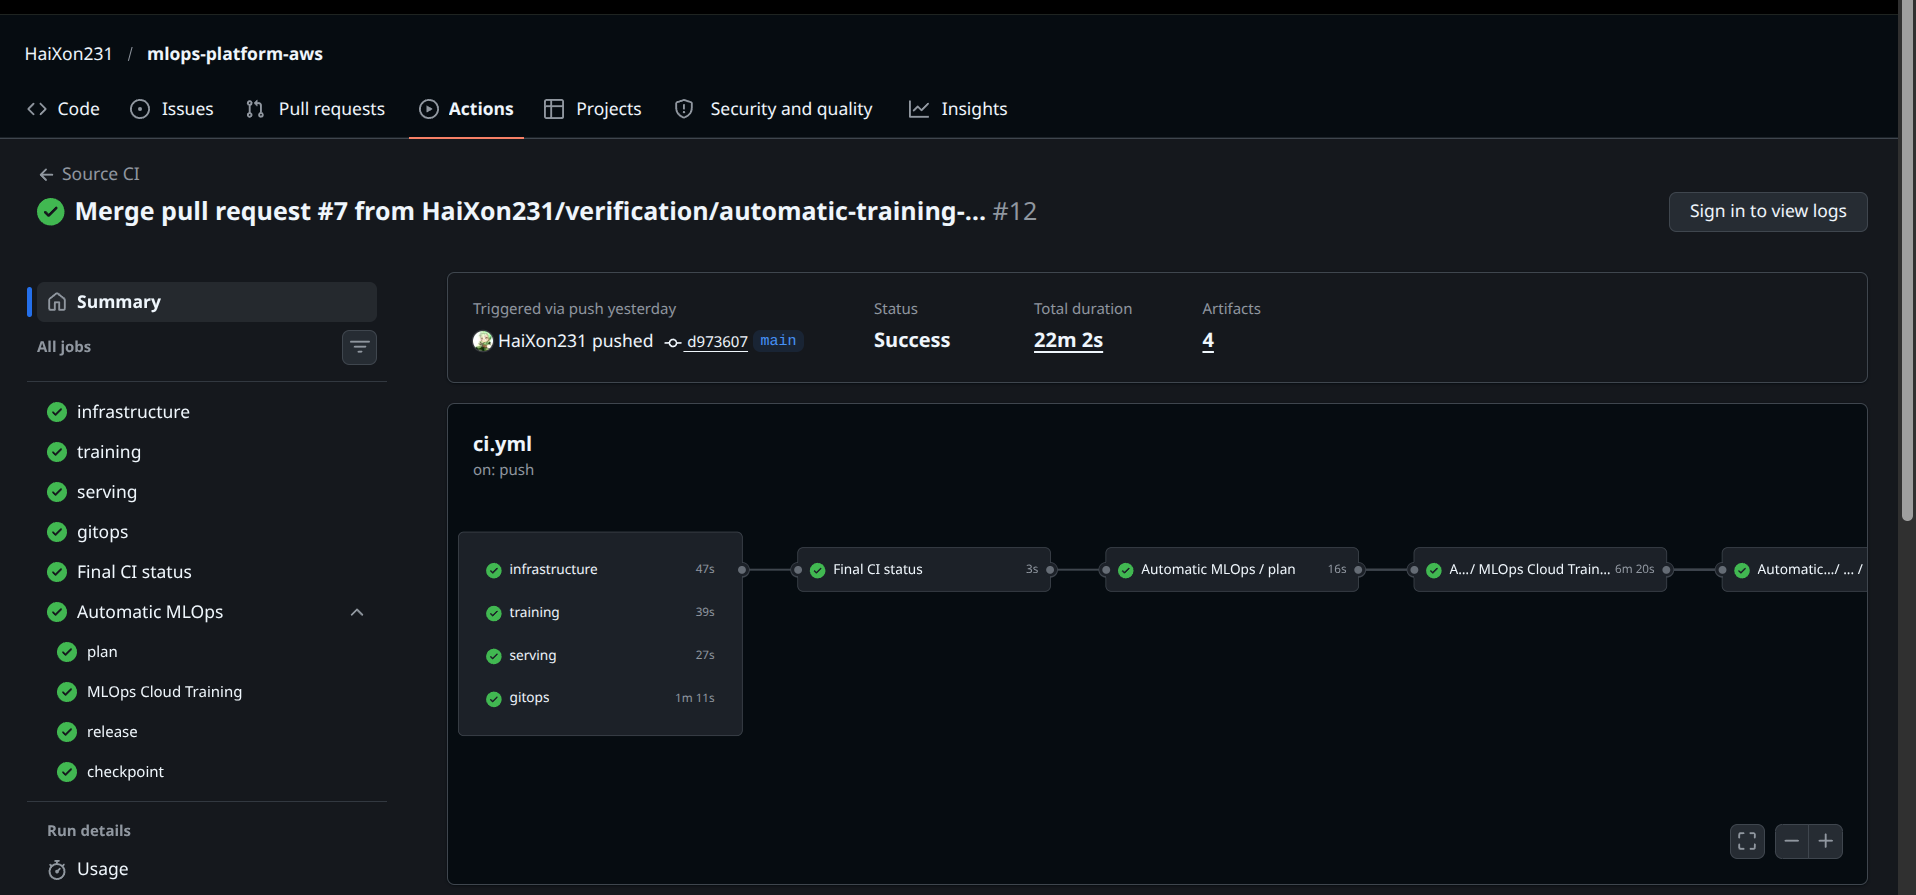 HaiXon231 / mlops-platform-aws
Code Issues Pull requests Actions Projects Security and quality Insights
Source CI
Merge pull request #7 from HaiXon231/verification/automatic-training-... #12
Sign in to view logs
Summary
All jobs
infrastructure
training
serving
gitops
Final CI status
Automatic MLOps
plan
MLOps Cloud Training
release
checkpoint
Run details
Usage
Triggered via push yesterday
HaiXon231 pushed d973607 main
Status
Success
Total duration
22m 2s
Artifacts
4
ci.yml
on: push
infrastructure 47s
training 39s
serving 27s
gitops 1m 11s
Final CI status 3s
Automatic MLOps / plan 16s
A.../ MLOps Cloud Train... 6m 20s
Automatic.../ ... /